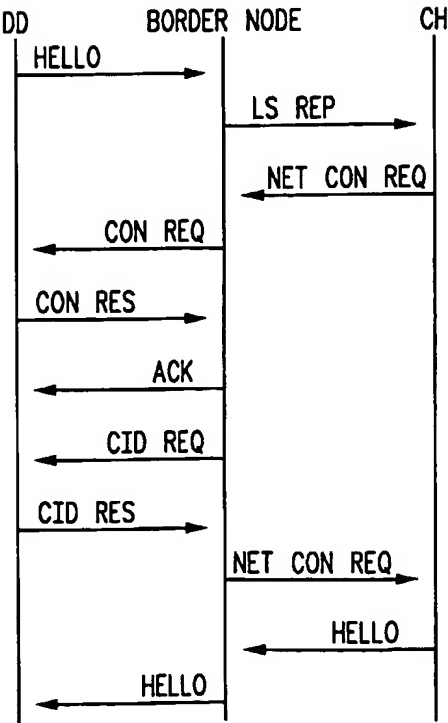 DD BORDER NODE CH
HELLO
LS REP
NET CON REQ
CON REQ
CON RES
ACK
CID REQ
CID RES
NET CON REQ
HELLO
HELLO